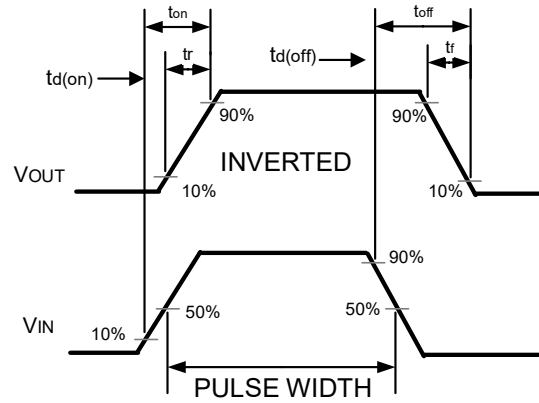 ton toff
tr tf
td(on) td(off)
90% 90%
VOUT INVERTED
10% 10%
90%
50% 50%
VIN 10%
PULSE WIDTH